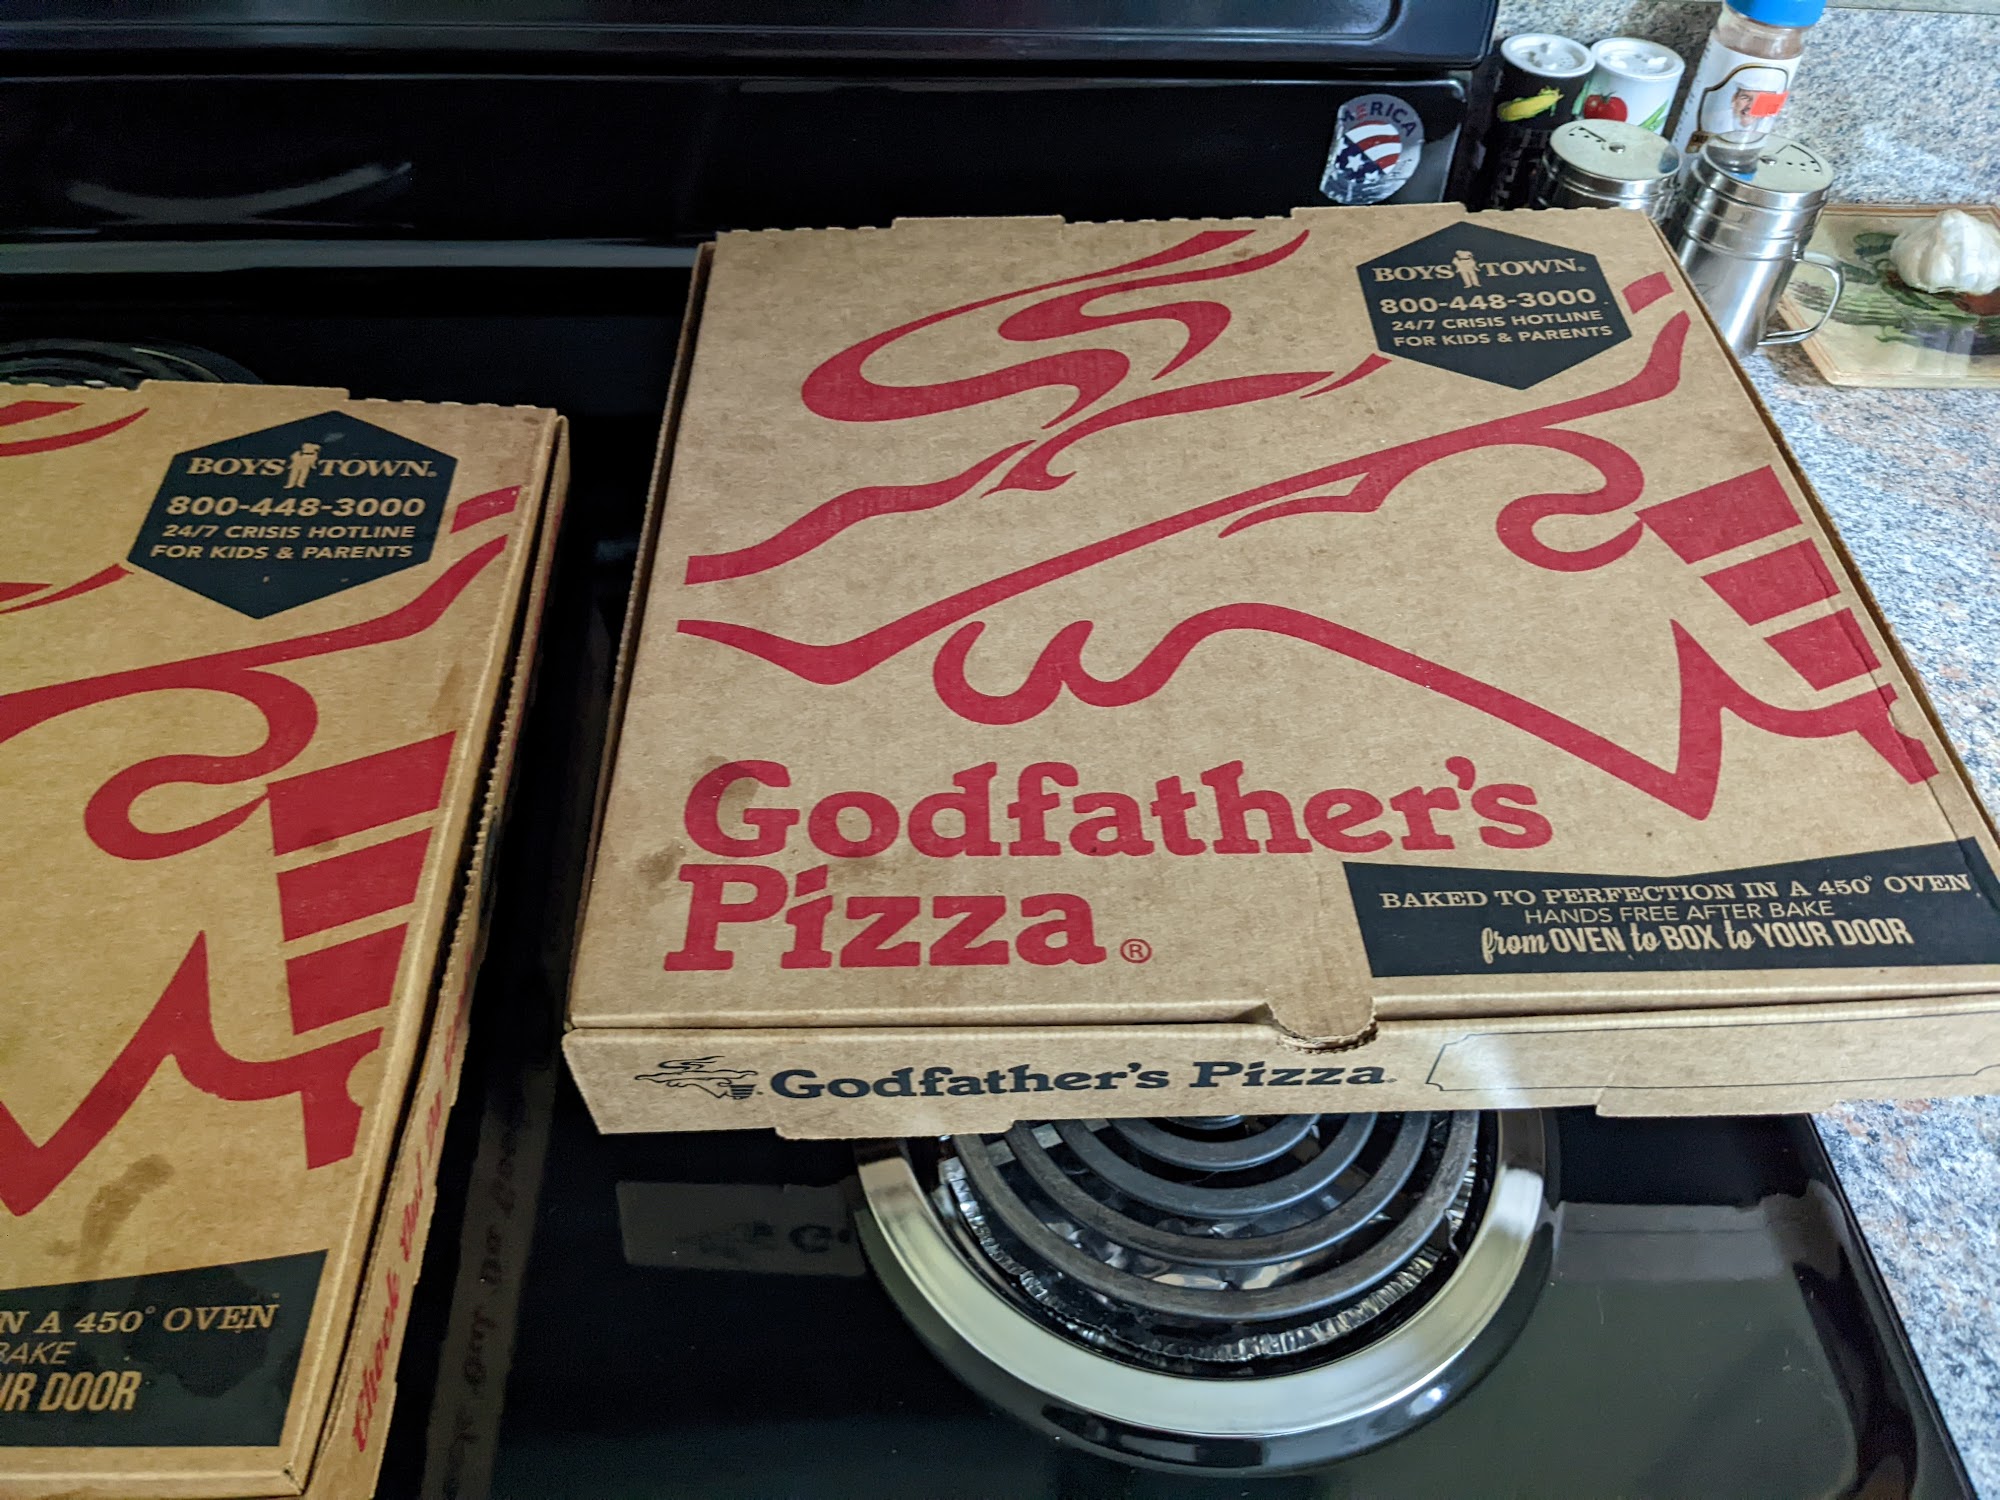 MERICA
BOYS TOWN®
800-448-3000
24/7 CRISIS HOTLINE
FOR KIDS & PARENTS
Godfather's
Pizza®
BAKED TO PERFECTION IN A 450° OVEN
HANDS FREE AFTER BAKE
from OVEN to BOX to YOUR DOOR
Godfather's Pizza
BOYS TOWN®
800-448-3000
24/7 CRISIS HOTLINE
FOR KIDS & PARENTS
N A 450° OVEN
BAKE
UR DOOR